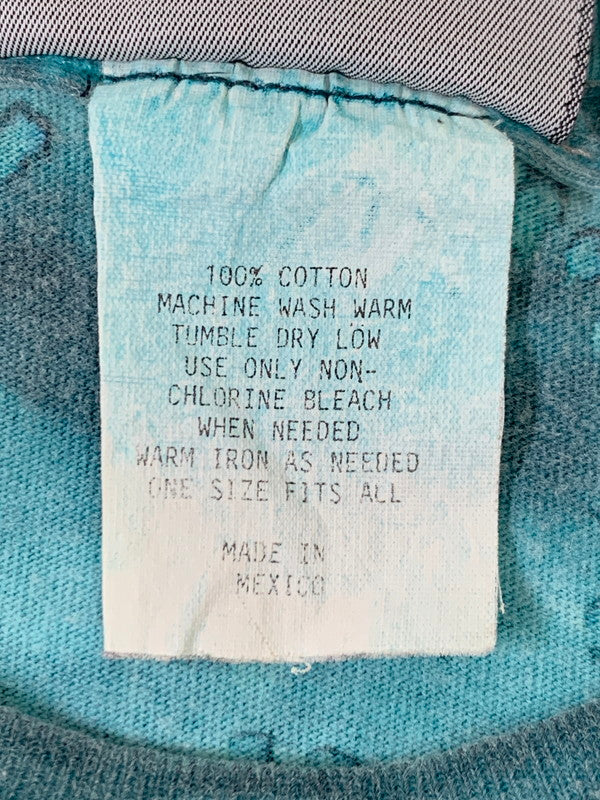 100% COTTON
MACHINE WASH WARM
TUMBLE DRY LOW
USE ONLY NON-
CHLORINE BLEACH
WHEN NEEDED
WARM IRON AS NEEDED
ONE SIZE FITS ALL
MADE IN
MEXICO